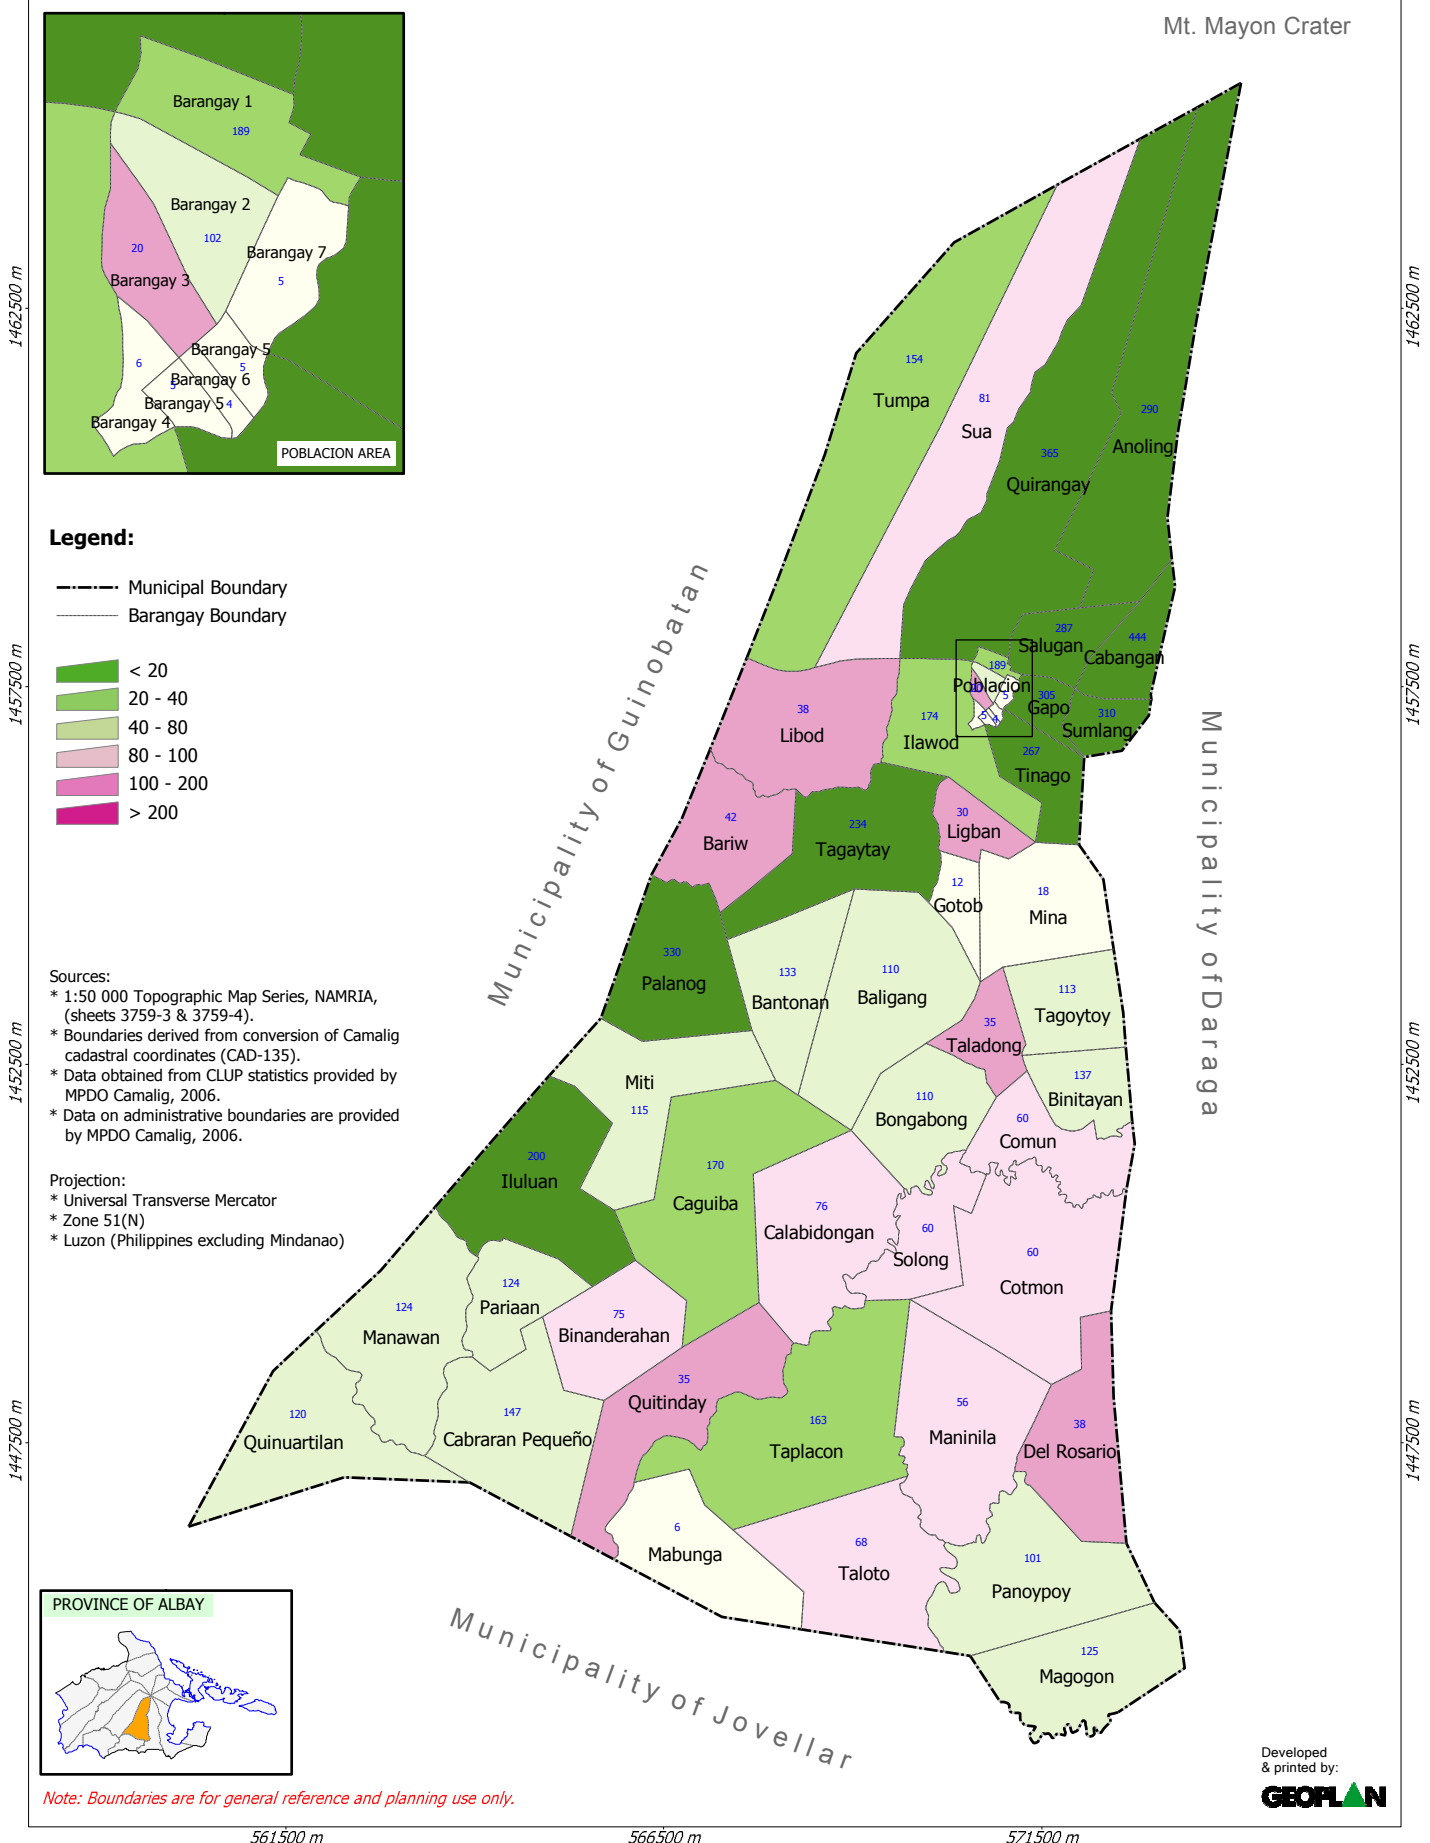 Mt. Mayon Crater
Barangay 1
189
Barangay 2
102
20
Barangay 3
Barangay 7
5
6
Barangay 5
5
Barangay 6
5
Barangay 5
4
Barangay 4
POBLACION AREA
1462500 m
1462500 m
154
Tumpa
81
Sua
365
Quirangay
290
Anoling
Legend:
Municipal Boundary
Barangay Boundary
< 20
20 - 40
40 - 80
80 - 100
100 - 200
> 200
1457500 m
1457500 m
Municipality of Guinobatan
Municipality of Daraga
287
Salugan
444
Cabangan
189
Poblacion
20
5
5
4
305
Gapo
310
Sumlang
38
Libod
174
Ilawod
267
Tinago
42
Bariw
234
Tagaytay
30
Ligban
12
Gotob
18
Mina
330
Palanog
133
Bantonan
110
Baligang
113
Tagoytoy
35
Taladong
Sources:
* 1:50 000 Topographic Map Series, NAMRIA,
(sheets 3759-3 & 3759-4).
* Boundaries derived from conversion of Camalig
cadastral coordinates (CAD-135).
* Data obtained from CLUP statistics provided by
MPDO Camalig, 2006.
* Data on administrative boundaries are provided
by MPDO Camalig, 2006.
Projection:
* Universal Transverse Mercator
* Zone 51(N)
* Luzon (Philippines excluding Mindanao)
1452500 m
1452500 m
Miti
115
110
Bongabong
137
Binitayan
60
Comun
200
Iluluan
170
Caguiba
76
Calabidongan
60
Solong
60
Cotmon
124
Pariaan
124
Manawan
75
Binanderahan
35
Quitinday
120
Quinuartilan
147
Cabraran Pequeño
163
Taplacon
56
Maninila
38
Del Rosario
1447500 m
1447500 m
6
Mabunga
68
Taloto
101
Panoypoy
125
Magogon
Municipality of Jovellar
PROVINCE OF ALBAY
Note: Boundaries are for general reference and planning use only.
Developed
& printed by:
GEOPLAN
561500 m
566500 m
571500 m